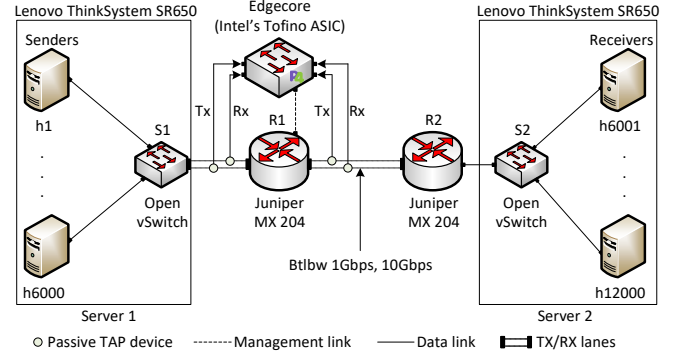 Edgecore
(Intel's Tofino ASIC)
Lenovo ThinkSystem SR650
Lenovo ThinkSystem SR650
Senders
Receivers
P4
Tx
Rx
Tx
Rx
h1
S1
R1
R2
S2
h6001
.
.
.
.
.
.
Open
vSwitch
Juniper
MX 204
Juniper
MX 204
Open
vSwitch
Btlbw 1Gbps, 10Gbps
h6000
h12000
Server 1
Server 2
Passive TAP device
Management link
Data link
TX/RX lanes